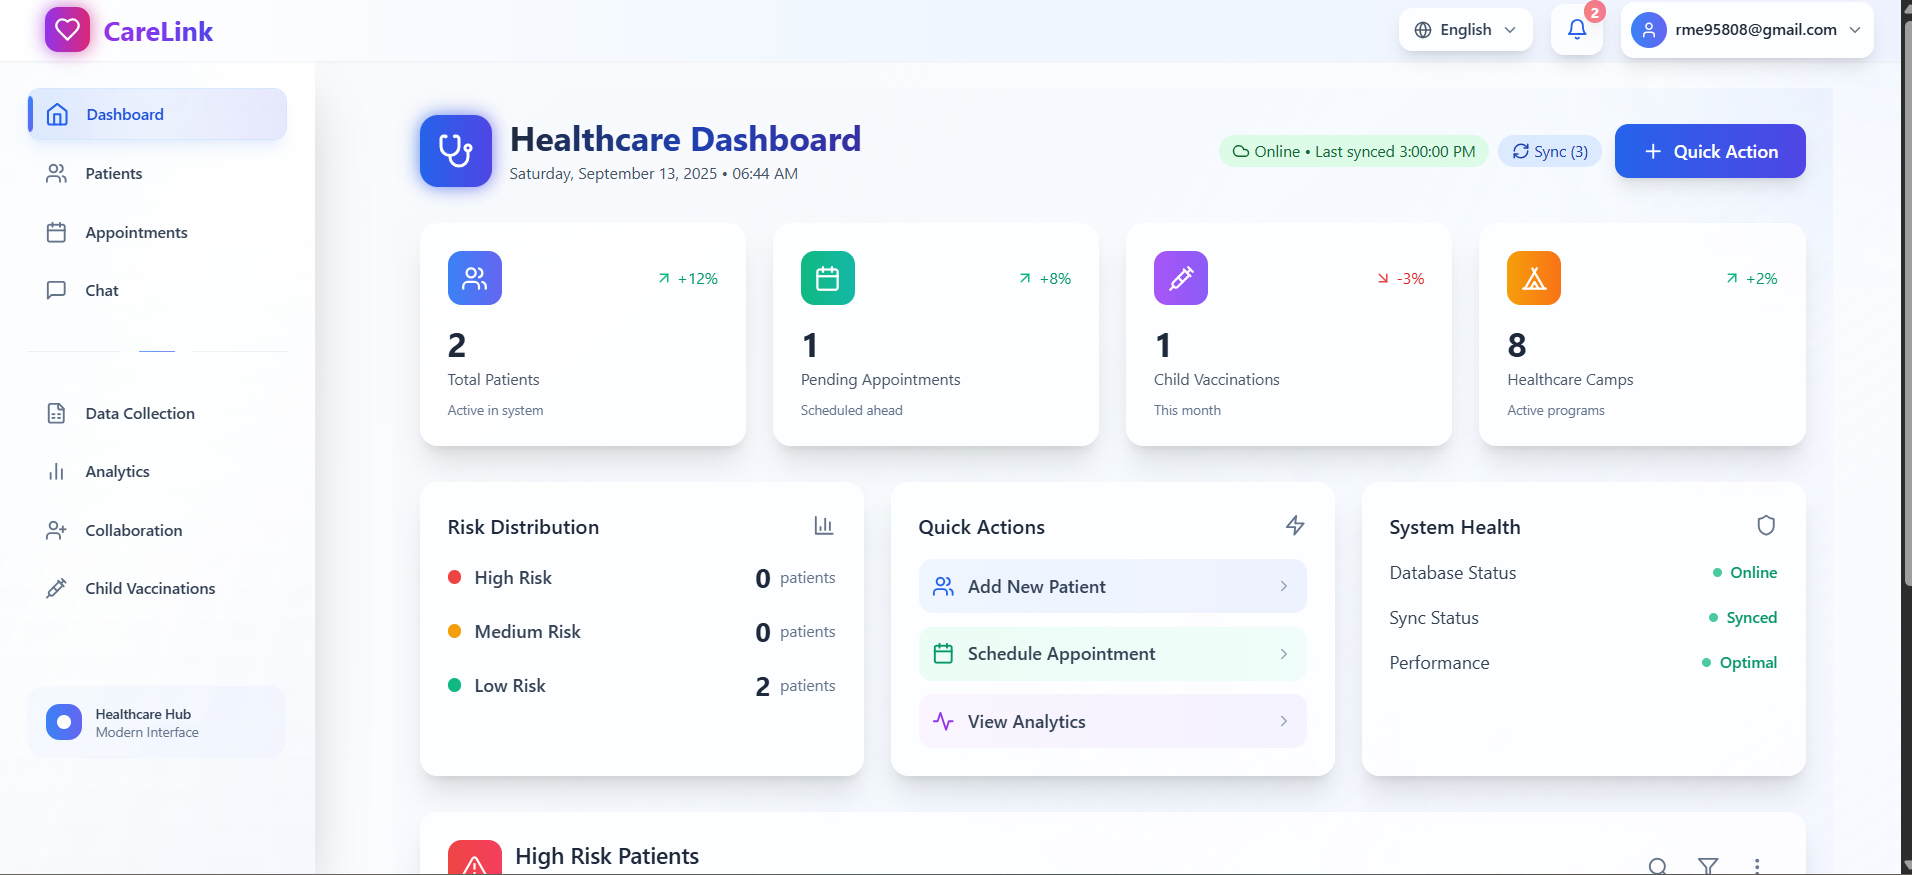 CareLink
English
2
rme95808@gmail.com
Dashboard
Patients
Appointments
Chat
Data Collection
Analytics
Collaboration
Child Vaccinations
Healthcare Hub
Modern Interface
Healthcare Dashboard
Saturday, September 13, 2025 • 06:44 AM
Online • Last synced 3:00:00 PM
Sync (3)
Quick Action
+12%
2
Total Patients
Active in system
+8%
1
Pending Appointments
Scheduled ahead
-3%
1
Child Vaccinations
This month
+2%
8
Healthcare Camps
Active programs
Risk Distribution
High Risk 0 patients
Medium Risk 0 patients
Low Risk 2 patients
Quick Actions
Add New Patient
Schedule Appointment
View Analytics
System Health
Database Status Online
Sync Status Synced
Performance Optimal
High Risk Patients